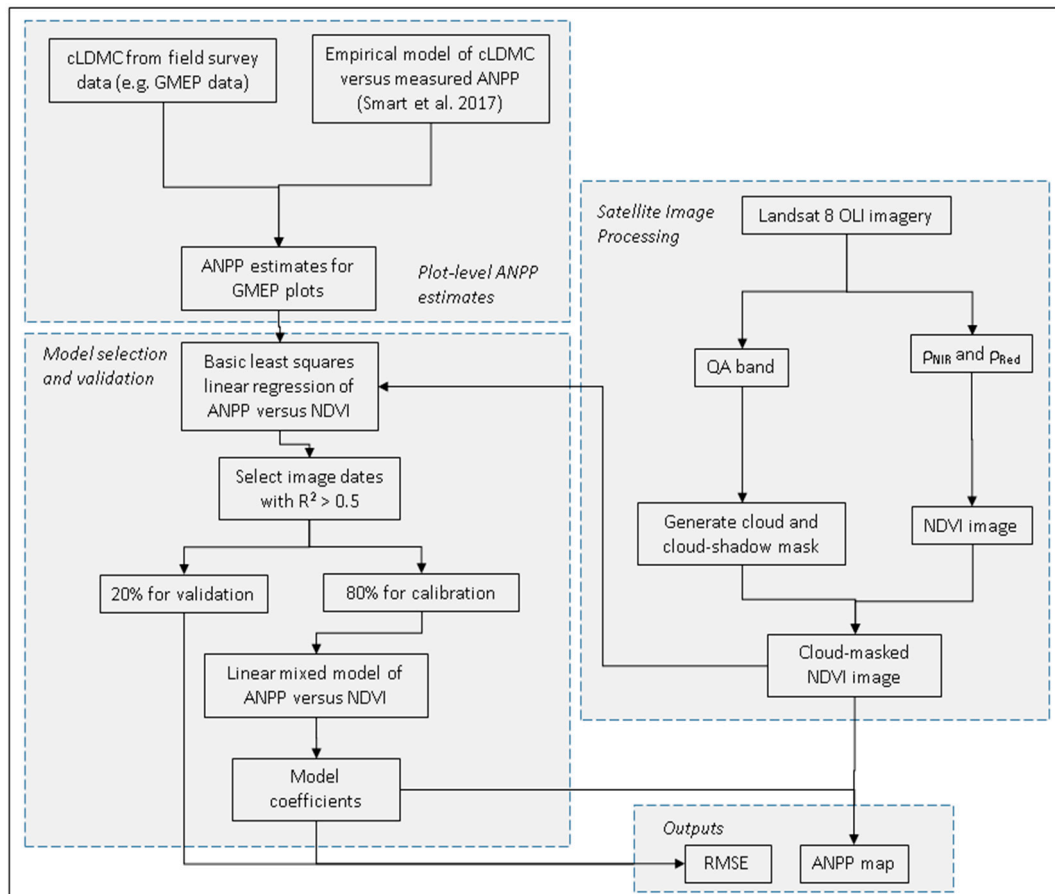 cLDMC from field survey
data (e.g. GMEP data)
Empirical model of cLDMC
versus measured ANPP
(Smart et al. 2017)
ANPP estimates for
GMEP plots
Plot-level ANPP
estimates
Satellite Image
Processing
Landsat 8 OLI imagery
QA band
ρNIR and ρRed
Generate cloud and
cloud-shadow mask
NDVI image
Cloud-masked
NDVI image
Model selection
and validation
Basic least squares
linear regression of
ANPP versus NDVI
Select image dates
with R² > 0.5
20% for validation
80% for calibration
Linear mixed model of
ANPP versus NDVI
Model
coefficients
Outputs
RMSE
ANPP map